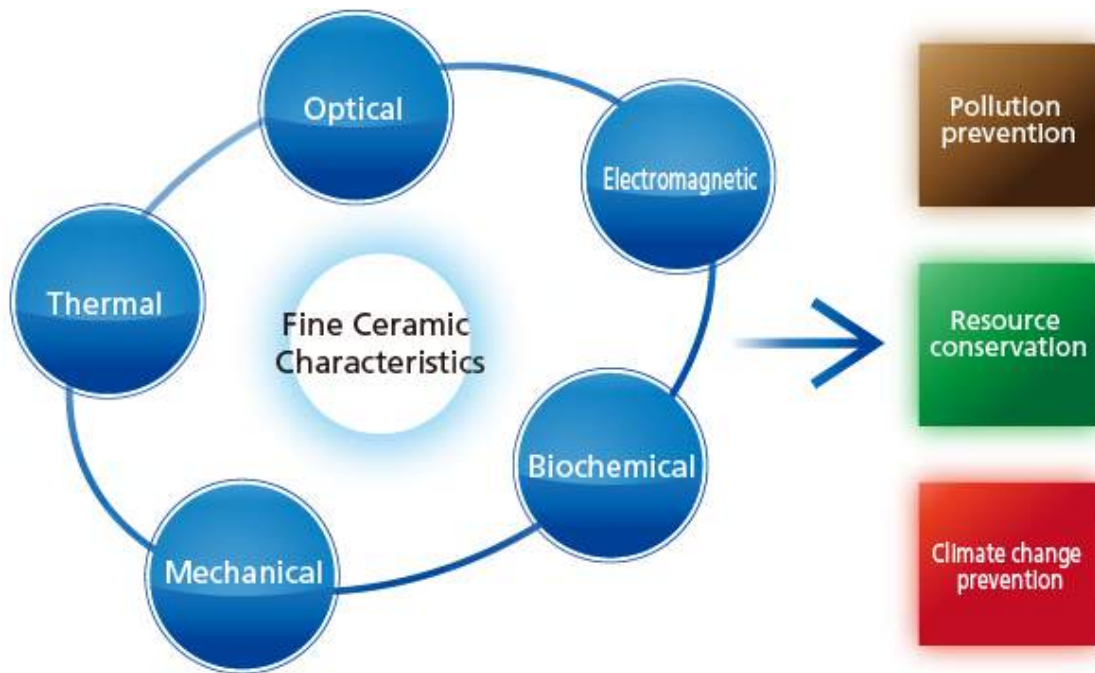 Optical
Electromagnetic
Thermal
Fine Ceramic
Characteristics
Biochemical
Mechanical
Pollution
prevention
Resource
conservation
Climate change
prevention